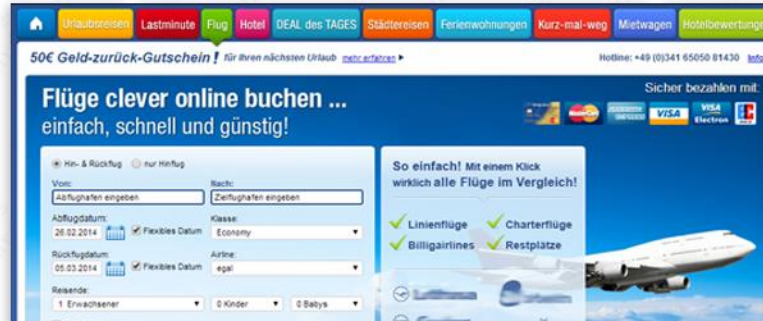 Urlaubsreisen Lastminute Flug Hotel DEAL des TAGES Städtereisen Ferienwohnungen Kurz-mal-weg Mietwagen Hotelbewertunge
50€ Geld-zurück-Gutschein ! für Ihren nächsten Urlaub mehr erfahren
Hotline: +49 (0)341 65050 81430 Info
Flüge clever online buchen ...
einfach, schnell und günstig!
Sicher bezahlen mit:
MasterCard VISA VISA Electron
Hin- & Rückflug nur Hinflug
Von: Nach:
Abflughafen eingeben Zielflughafen eingeben
Abflugdatum: Klasse:
26.02.2014 Flexibles Datum Economy
Rückflugdatum: Airline:
05.03.2014 Flexibles Datum egal
Reisende:
1 Erwachsener 0 Kinder 0 Babys
So einfach! Mit einem Klick
wirklich alle Flüge im Vergleich!
Linienflüge Charterflüge
Billigairlines Restplätze